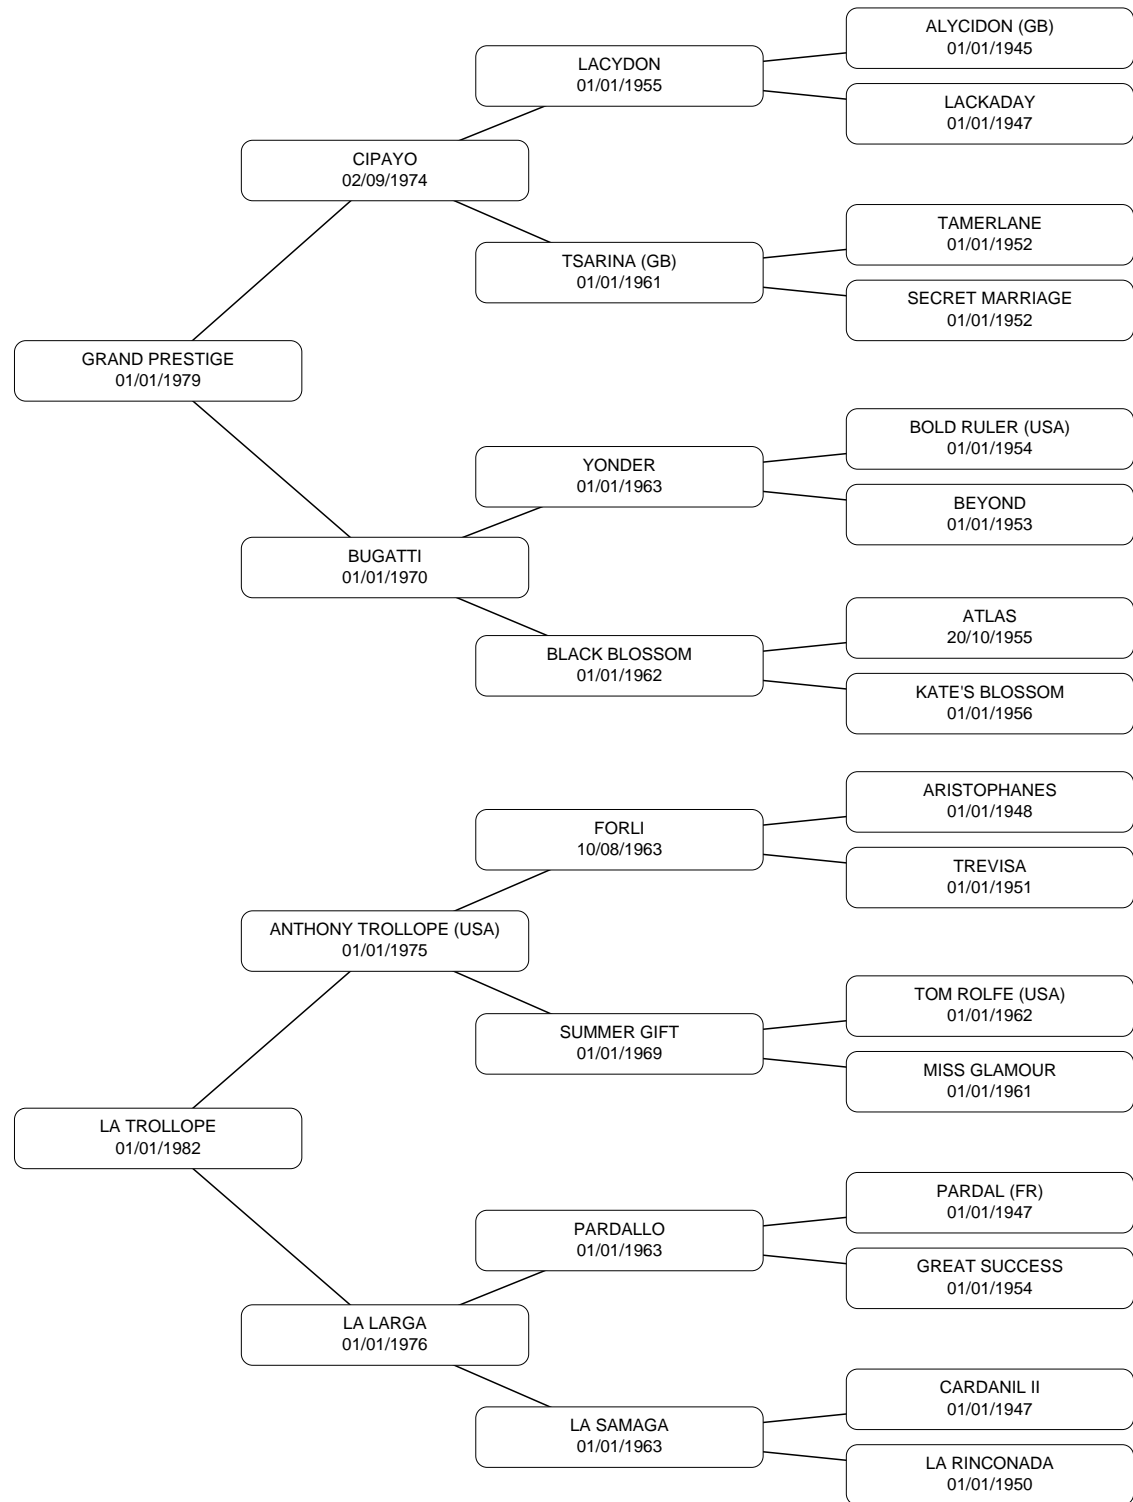 ALYCIDON (GB)
01/01/1945
LACYDON
01/01/1955
LACKADAY
01/01/1947
CIPAYO
02/09/1974
TAMERLANE
01/01/1952
TSARINA (GB)
01/01/1961
SECRET MARRIAGE
01/01/1952
GRAND PRESTIGE
01/01/1979
BOLD RULER (USA)
01/01/1954
YONDER
01/01/1963
BEYOND
01/01/1953
BUGATTI
01/01/1970
ATLAS
20/10/1955
BLACK BLOSSOM
01/01/1962
KATE'S BLOSSOM
01/01/1956
ARISTOPHANES
01/01/1948
FORLI
10/08/1963
TREVISA
01/01/1951
ANTHONY TROLLOPE (USA)
01/01/1975
TOM ROLFE (USA)
01/01/1962
SUMMER GIFT
01/01/1969
MISS GLAMOUR
01/01/1961
LA TROLLOPE
01/01/1982
PARDAL (FR)
01/01/1947
PARDALLO
01/01/1963
GREAT SUCCESS
01/01/1954
LA LARGA
01/01/1976
CARDANIL II
01/01/1947
LA SAMAGA
01/01/1963
LA RINCONADA
01/01/1950